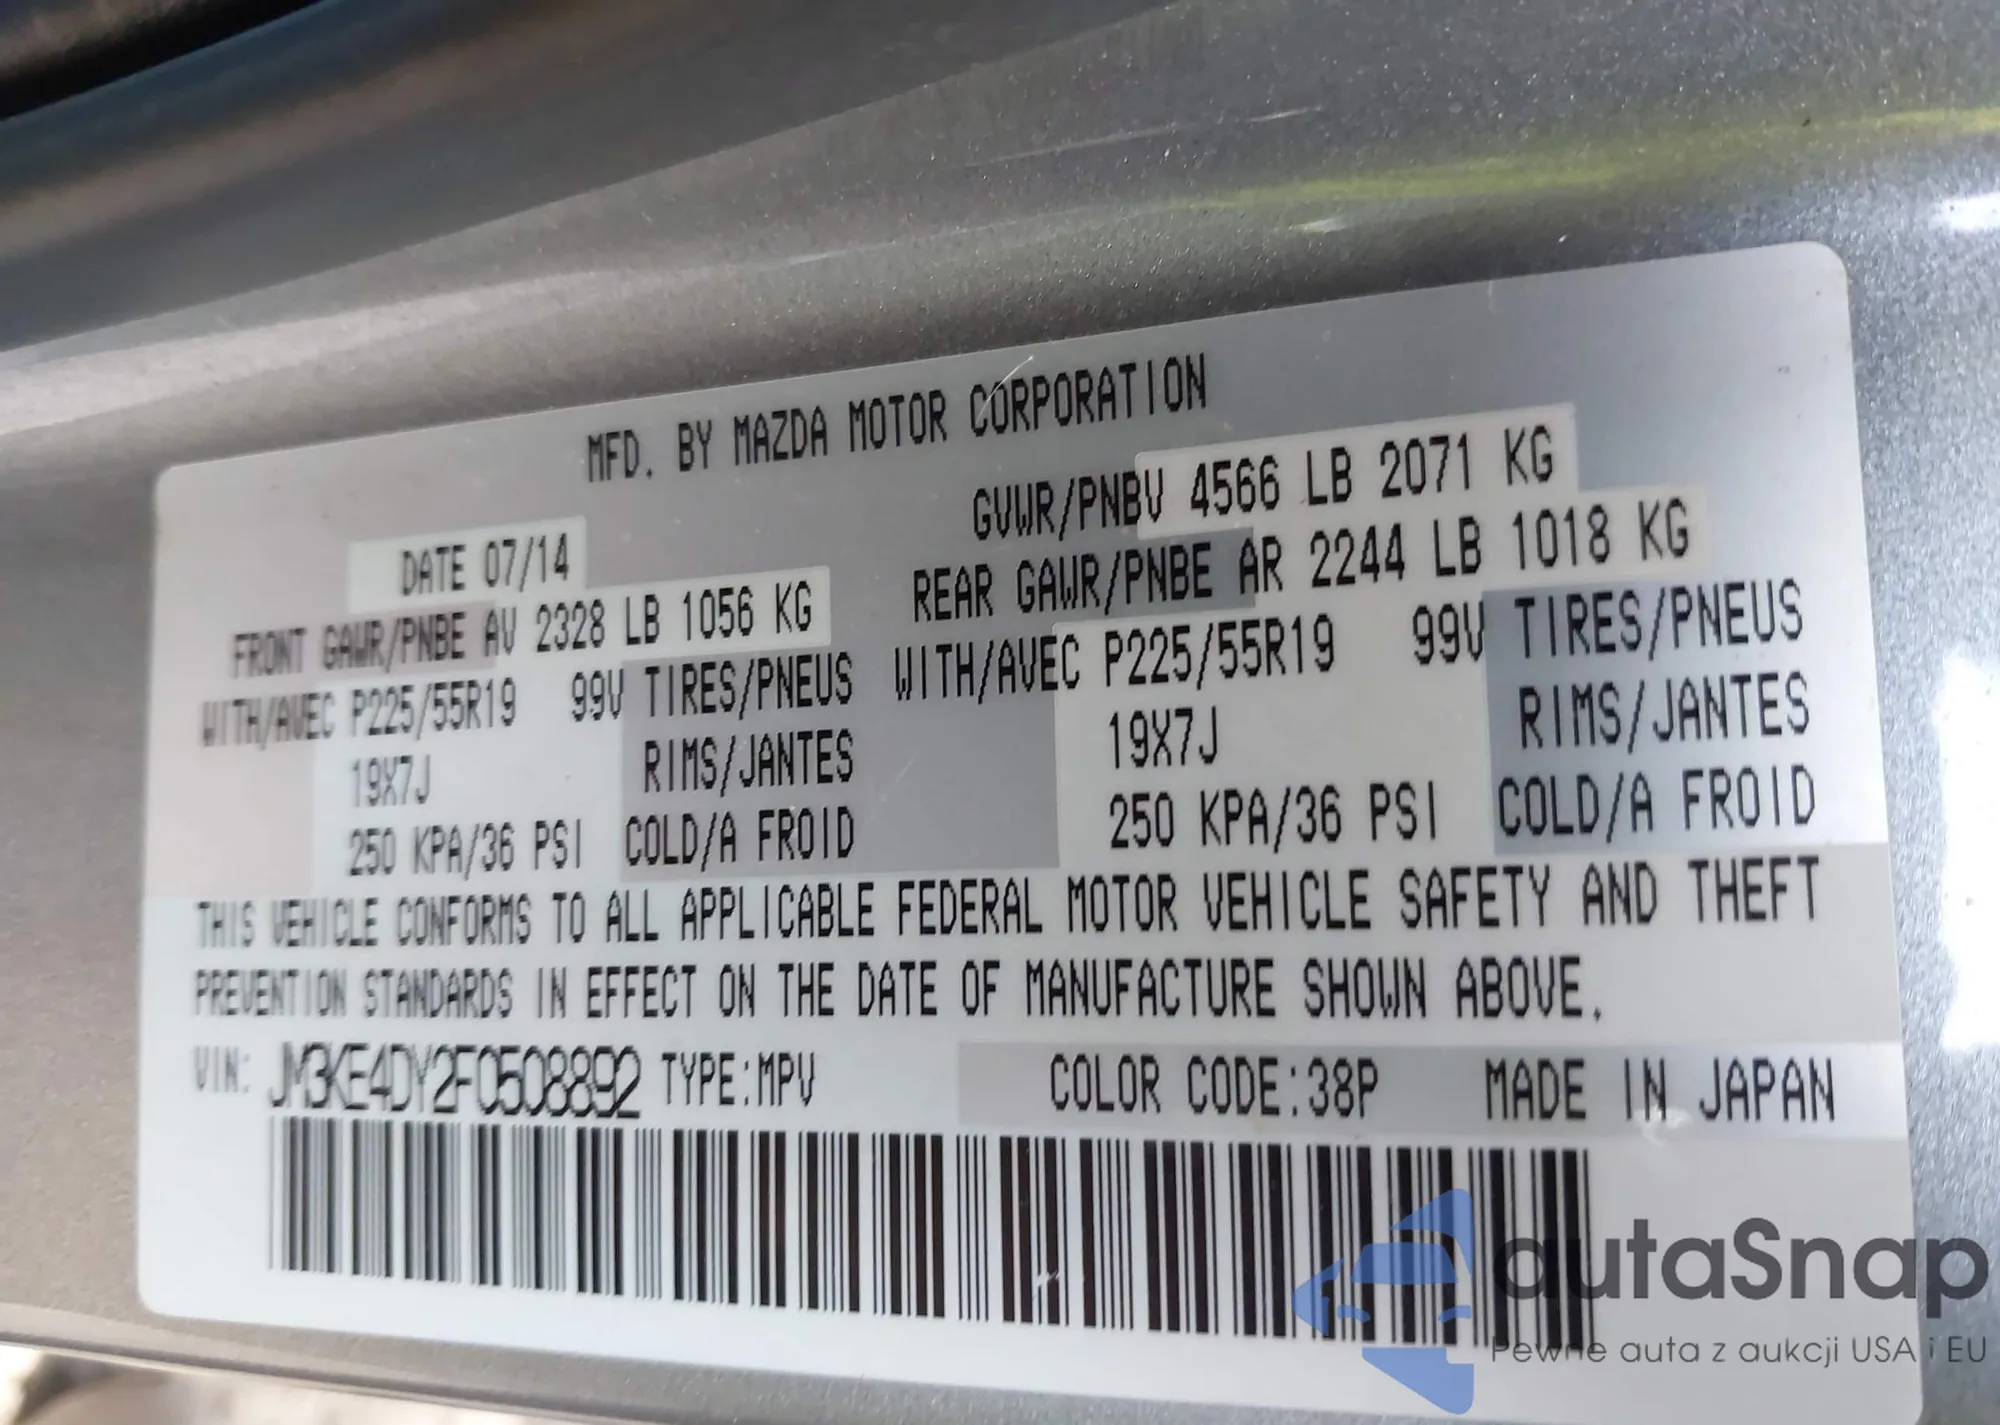 MFD. BY MAZDA MOTOR CORPORATION
DATE 07/14
GVWR/PNBV 4566 LB 2071 KG
FRONT GAWR/PNBE AV 2328 LB 1056 KG
REAR GAWR/PNBE AR 2244 LB 1018 KG
WITH/AVEC P225/55R19 99V TIRES/PNEUS
WITH/AVEC P225/55R19 99V TIRES/PNEUS
19X7J RIMS/JANTES
19X7J RIMS/JANTES
250 KPA/36 PSI COLD/A FROID
250 KPA/36 PSI COLD/A FROID
THIS VEHICLE CONFORMS TO ALL APPLICABLE FEDERAL MOTOR VEHICLE SAFETY AND THEFT
PREVENTION STANDARDS IN EFFECT ON THE DATE OF MANUFACTURE SHOWN ABOVE.
VIN: JM3KE4DY2F0508892 TYPE:MPV COLOR CODE:38P MADE IN JAPAN
autaSnap
Pewne auta z aukcji USA i EU